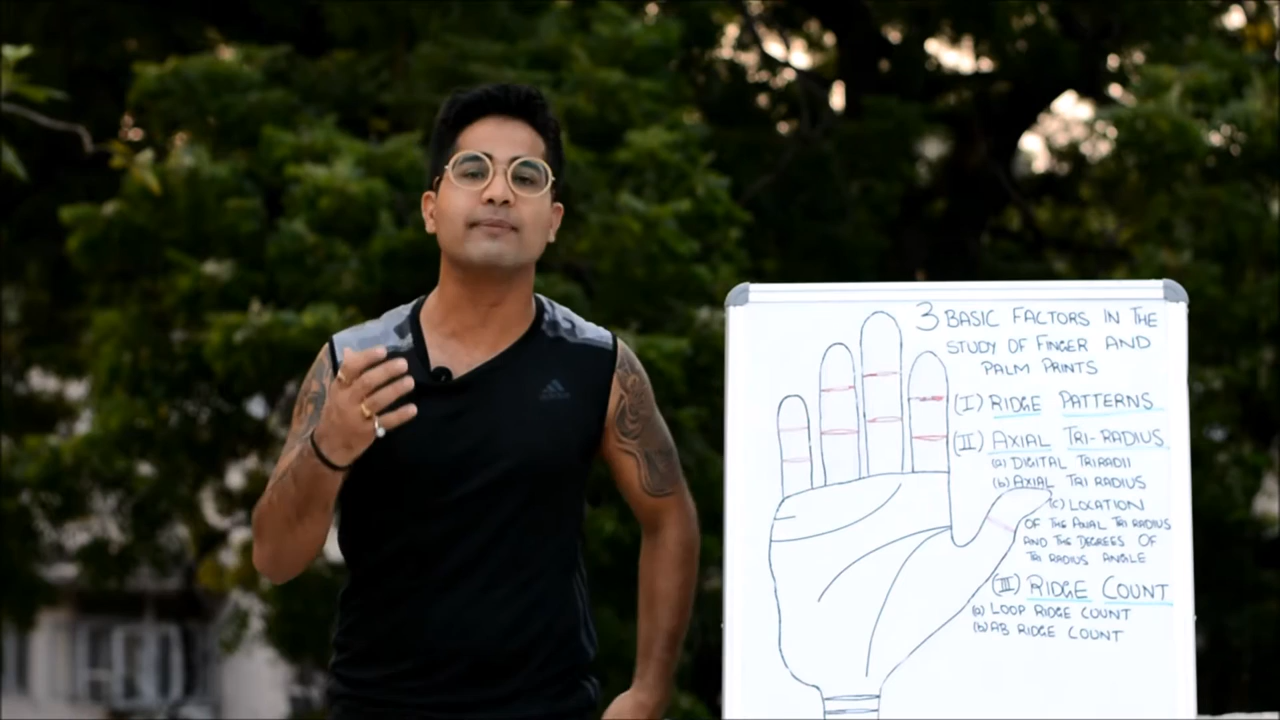 3 BASIC FACTORS IN THE
STUDY OF FINGER AND
PALM PRINTS
(I) RIDGE PATTERNS
(II) AXIAL TRI-RADIUS
(a) DIGITAL TRIRADII
(b) AXIAL TRI RADIUS
(c) LOCATION
OF THE AXIAL TRI RADIUS
AND THE DEGREES OF
TRI RADIUS ANGLE
(III) RIDGE COUNT
(a) LOOP RIDGE COUNT
(b) AB RIDGE COUNT
adidas